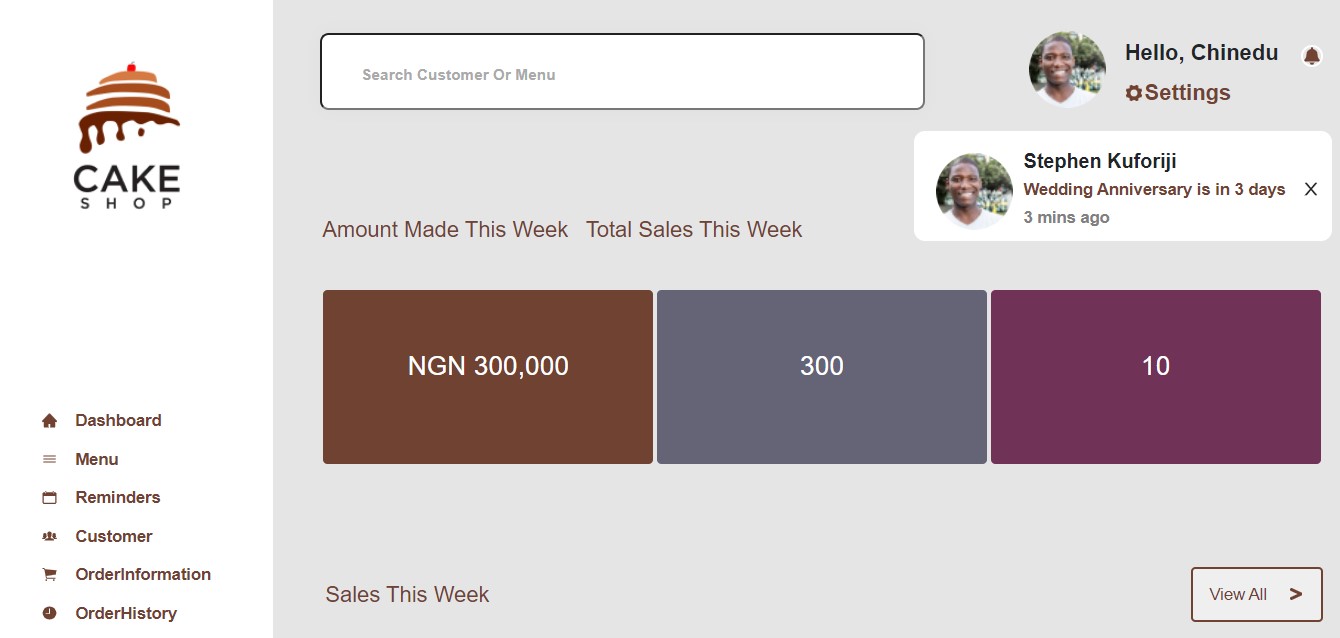 CAKE
SHOP
Dashboard
Menu
Reminders
Customer
OrderInformation
OrderHistory
Search Customer Or Menu
Hello, Chinedu
Settings
Stephen Kuforiji
Wedding Anniversary is in 3 days
X
3 mins ago
Amount Made This Week
Total Sales This Week
NGN 300,000
300
10
Sales This Week
View All >